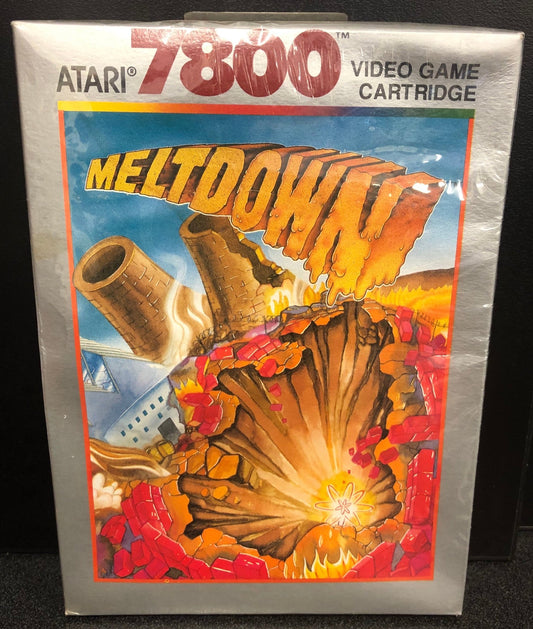 ATARI® 7800™ VIDEO GAME
CARTRIDGE
MELTDOWN